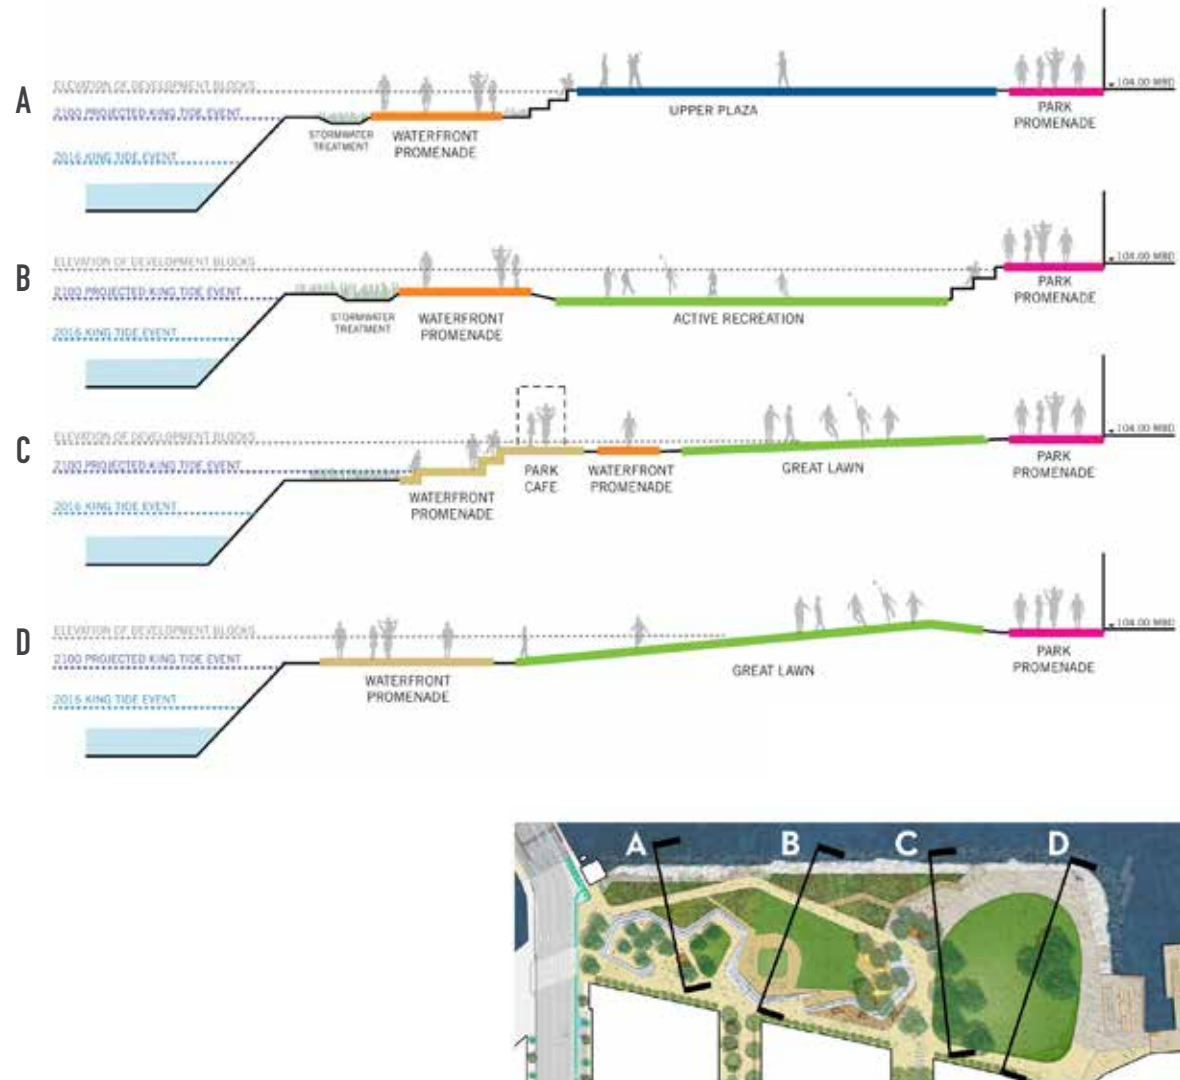 A
ELEVATION OF DEVELOPMENT BLOCKS
2100 PROJECTED KING TIDE EVENT
2016 KING TIDE EVENT
STORMWATER
TREATMENT
WATERFRONT
PROMENADE
UPPER PLAZA
PARK
PROMENADE
104.00 MBD
B
ELEVATION OF DEVELOPMENT BLOCKS
2100 PROJECTED KING TIDE EVENT
2016 KING TIDE EVENT
STORMWATER
TREATMENT
WATERFRONT
PROMENADE
ACTIVE RECREATION
PARK
PROMENADE
104.00 MBD
C
ELEVATION OF DEVELOPMENT BLOCKS
2100 PROJECTED KING TIDE EVENT
2016 KING TIDE EVENT
WATERFRONT
PROMENADE
PARK
CAFE
WATERFRONT
PROMENADE
GREAT LAWN
PARK
PROMENADE
104.00 MBD
D
ELEVATION OF DEVELOPMENT BLOCKS
2100 PROJECTED KING TIDE EVENT
2016 KING TIDE EVENT
WATERFRONT
PROMENADE
GREAT LAWN
PARK
PROMENADE
104.00 MBD
A B C D